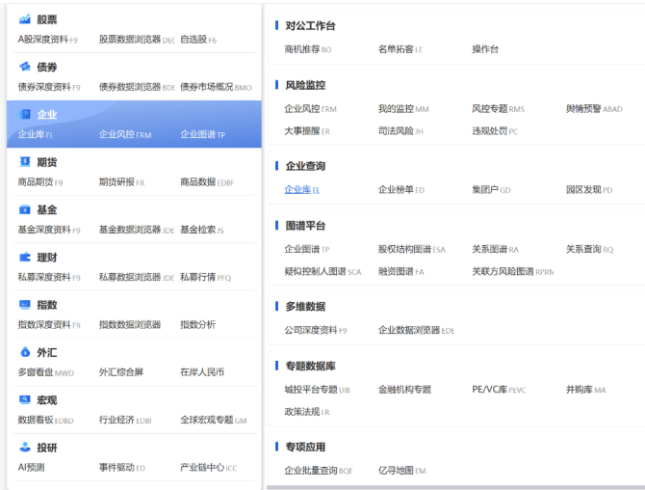 股票
A股深度资料 F9 股票数据浏览器 DEC 自选股 F6
债券
债券深度资料 F9 债券数据浏览器 BDE 债券市场概况 BMO
企业
企业库 EL 企业风控 ERM 企业图谱 TP
期货
商品期货 F9 期货研报 FR 商品数据 EDBF
基金
基金深度资料 F9 基金数据浏览器 JDE 基金检索 JS
理财
私募深度资料 F9 私募数据浏览器 JDE 私募行情 PFQ
指数
指数深度资料 F9 指数数据浏览器 指数分析
外汇
多窗看盘 MWD 外汇综合屏 在岸人民币
宏观
数据看板 EDBD 行业经济 EDBI 全球宏观专题 GM
投研
AI预测 事件驱动 ED 产业链中心 ICC
对公工作台
商机推荐 BO 名单拓客 LE 操作台
风险监控
企业风控 ERM 我的监控 MM 风控专题 RMS 舆情预警 ABAD
大事提醒 ER 司法风险 JH 违规处罚 PC
企业查询
企业库 EL 企业榜单 ED 集团户 GD 园区发现 PD
图谱平台
企业图谱 TP 股权结构图谱 ESA 关系图谱 RA 关系查询 RQ
疑似控制人图谱 SCA 融资图谱 FA 关联方风险图谱 RPRM
多维数据
公司深度资料 F9 企业数据浏览器 EDE
专题数据库
城投平台专题 UIB 金融机构专题 PE/VC库 PEVC 并购库 MA
政策法规 LR
专项应用
企业批量查询 BQE 亿寻地图 EM